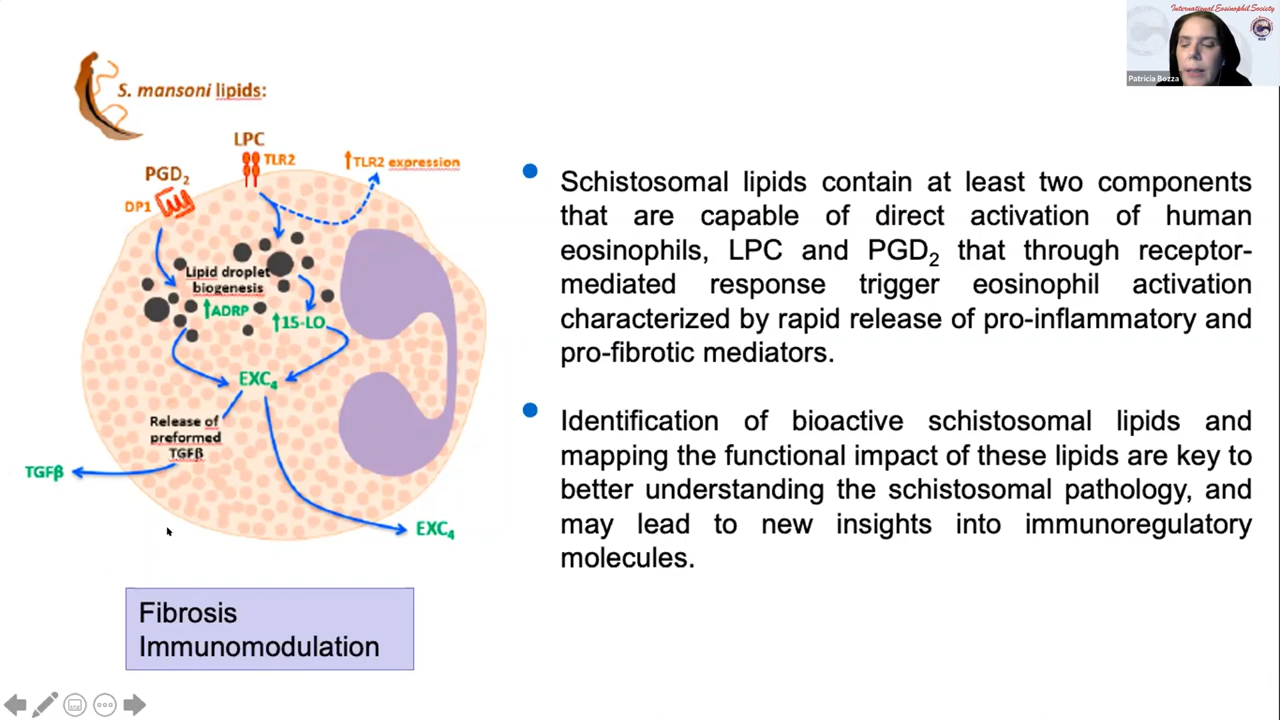 International Eosinophil Society
Patricia Bozza
S. mansoni lipids:
LPC
TLR2
↑TLR2 expression
PGD₂
DP1
Lipid droplet
biogenesis
↑ADRP
↑15-LO
EXC₄
Release of
preformed
TGFβ
TGFβ
EXC₄
Fibrosis
Immunomodulation
• Schistosomal lipids contain at least two components
that are capable of direct activation of human
eosinophils, LPC and PGD₂ that through receptor-
mediated response trigger eosinophil activation
characterized by rapid release of pro-inflammatory and
pro-fibrotic mediators.
• Identification of bioactive schistosomal lipids and
mapping the functional impact of these lipids are key to
better understanding the schistosomal pathology, and
may lead to new insights into immunoregulatory
molecules.